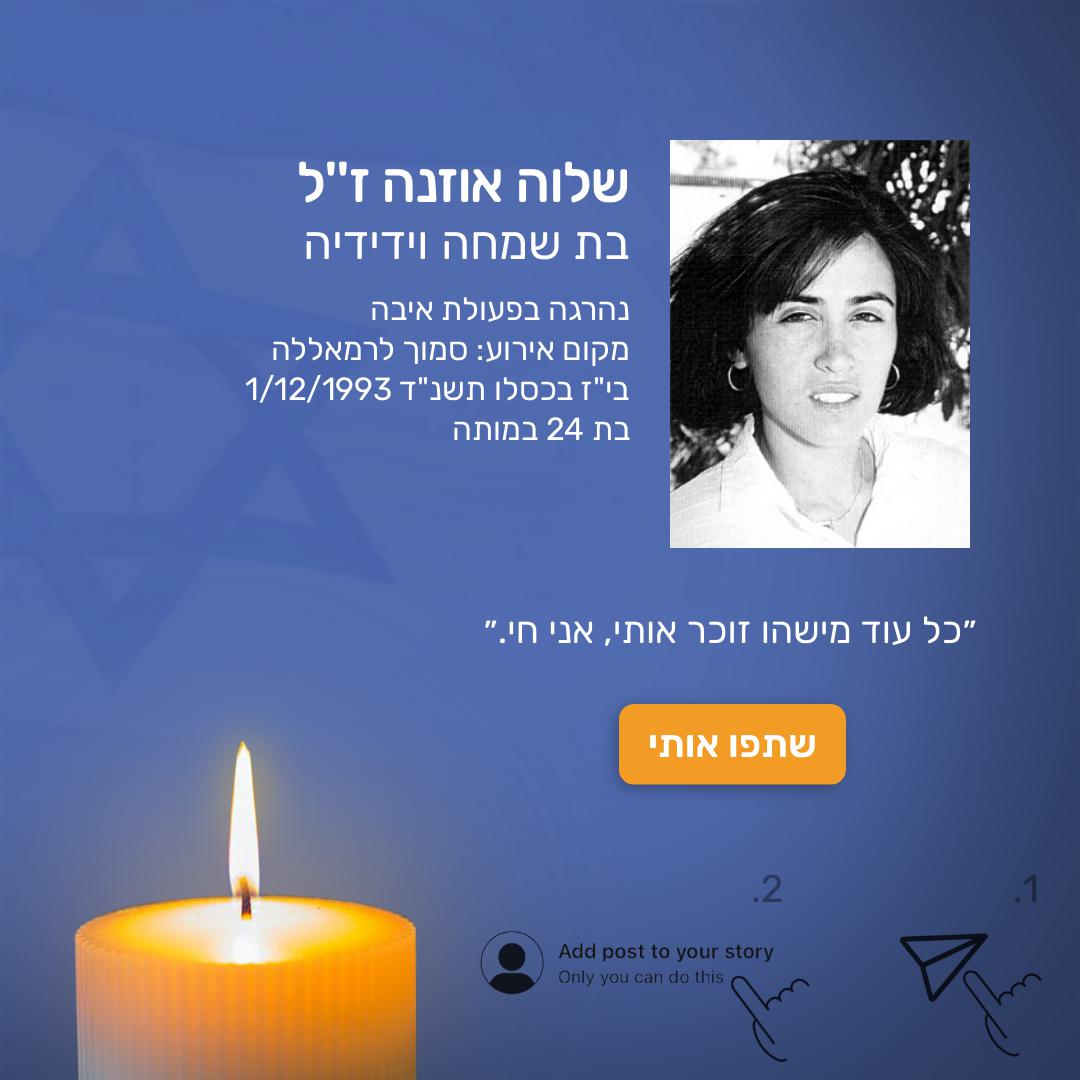 שלוה אוזנה ז"ל
בת שמחה וידידיה
נהרגה בפעולת איבה
מקום אירוע: סמוך לרמאללה
בי"ז בכסלו תשנ"ד 1/12/1993
בת 24 במותה
״כל עוד מישהו זוכר אותי, אני חי.״
שתפו אותי
1.
2.
Add post to your story
Only you can do this